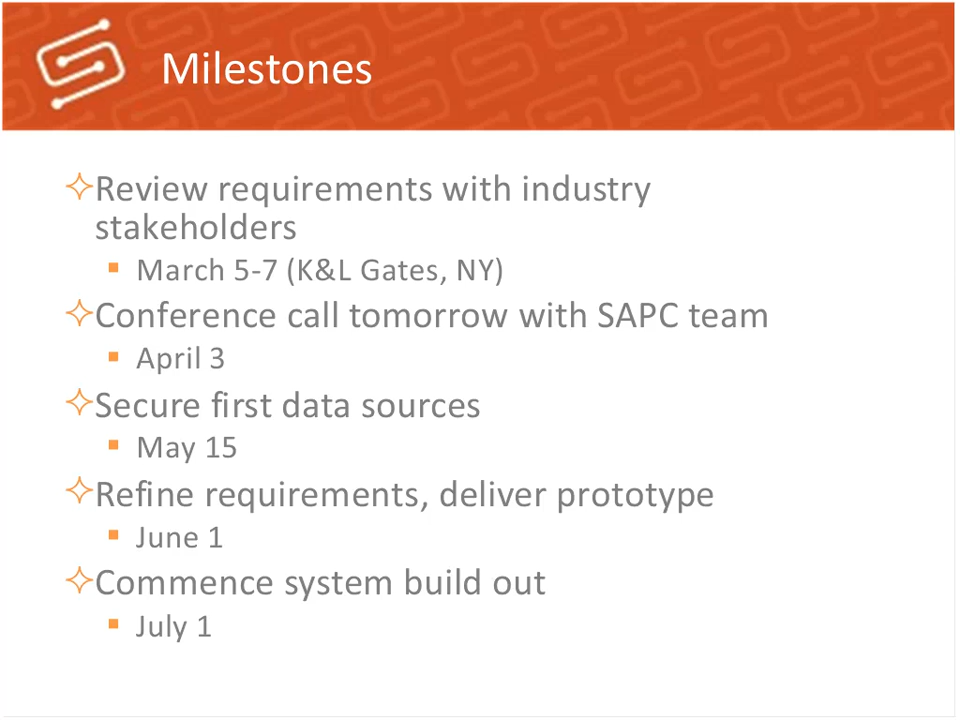 Milestones
Review requirements with industry
stakeholders
March 5-7 (K&L Gates, NY)
Conference call tomorrow with SAPC team
April 3
Secure first data sources
May 15
Refine requirements, deliver prototype
June 1
Commence system build out
July 1